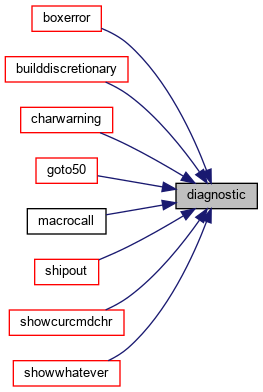 boxerror
builddiscretionary
charwarning
goto50
diagnostic
macrocall
shipout
showcurcmdchr
showwhatever